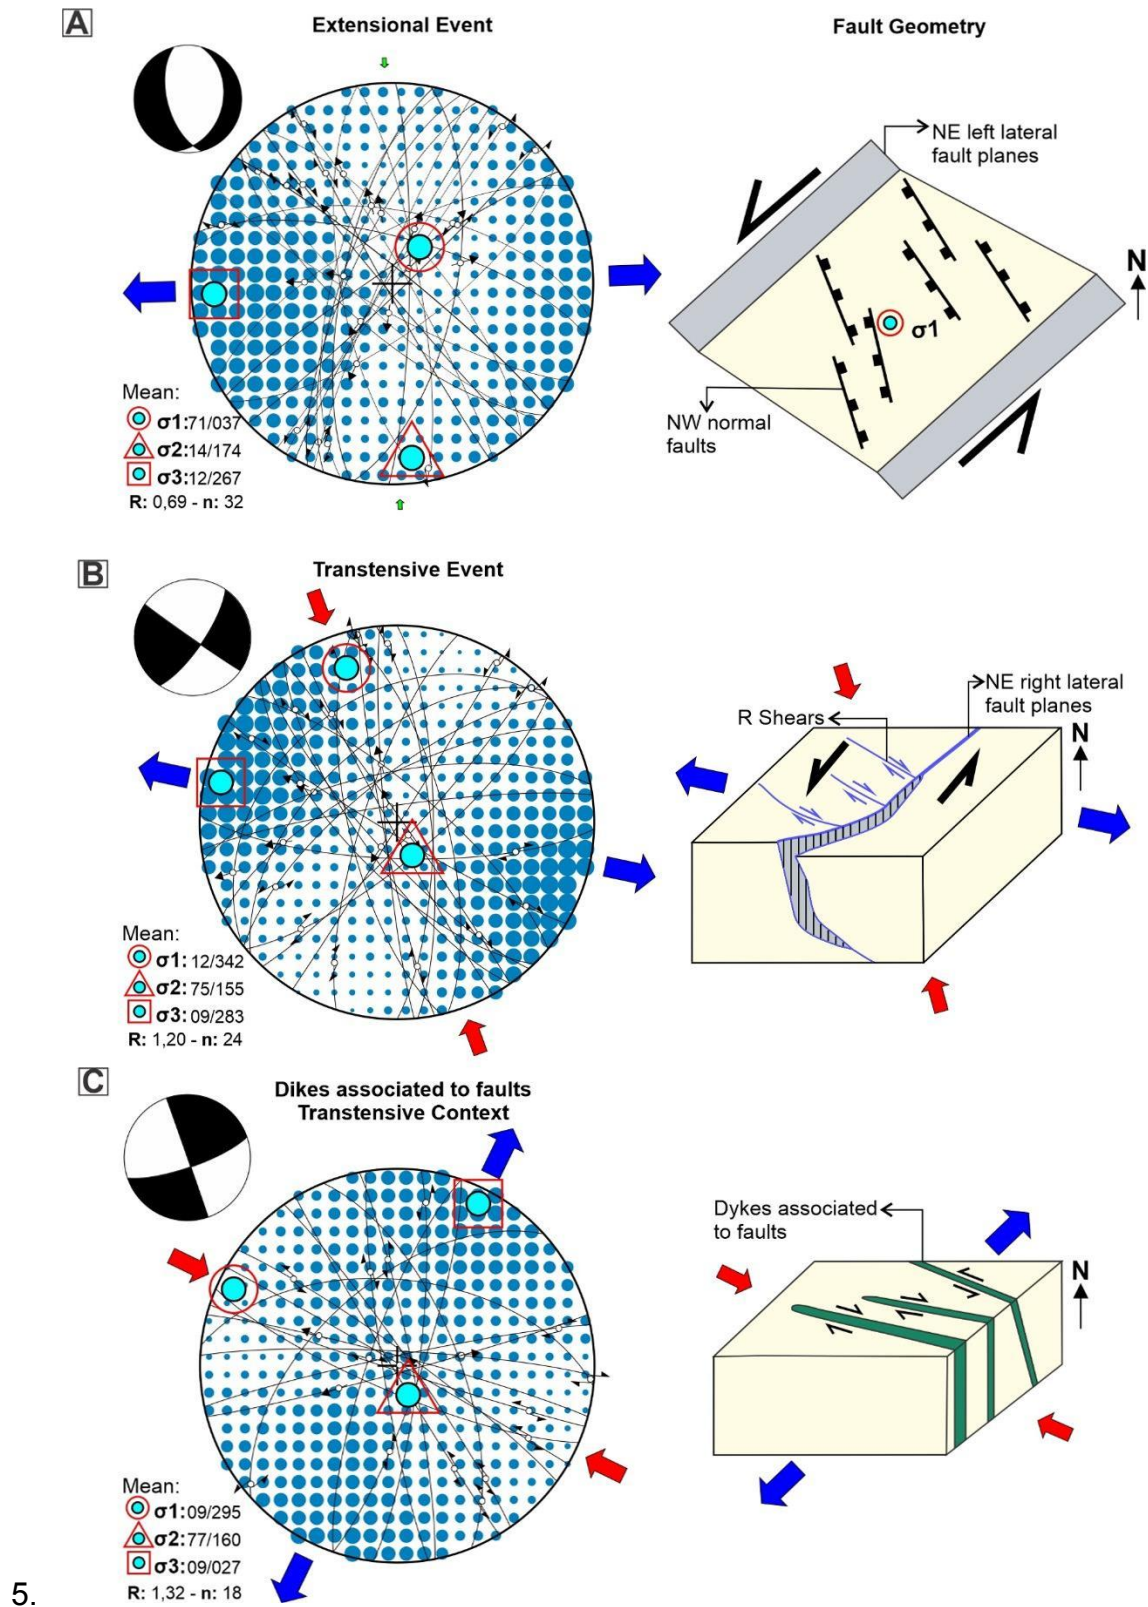 A
Extensional Event
Fault Geometry
NE left lateral
fault planes
N
σ1
NW normal
faults
Mean:
σ1:71/037
σ2:14/174
σ3:12/267
R: 0,69 - n: 32
B
Transtensive Event
NE right lateral
fault planes
R Shears
N
Mean:
σ1: 12/342
σ2: 75/155
σ3: 09/283
R: 1,20 - n: 24
C
Dikes associated to faults
Transtensive Context
Dykes associated
to faults
N
Mean:
σ1:09/295
σ2:77/160
σ3:09/027
R: 1,32 - n: 18
5.